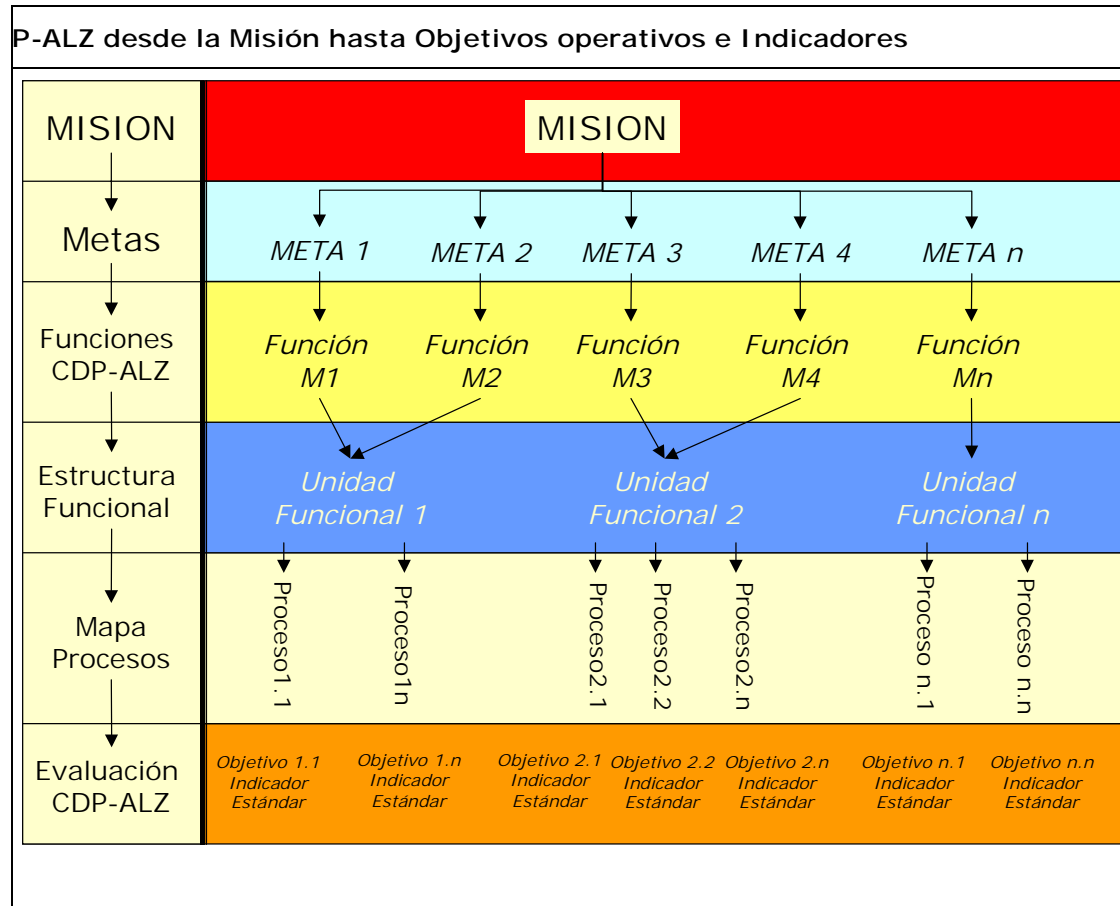 P-ALZ desde la Misión hasta Objetivos operativos e Indicadores
MISION
MISION
Metas
META 1 META 2 META 3 META 4 META n
Funciones
CDP-ALZ
Función Función Función Función Función
M1 M2 M3 M4 Mn
Estructura
Funcional
Unidad Unidad Unidad
Funcional 1 Funcional 2 Funcional n
Mapa
Procesos
Proceso1.1
Proceso1n
Proceso2.1
Proceso2.2
Proceso2.n
Proceso n.1
Proceso n.n
Evaluación
CDP-ALZ
Objetivo 1.1 Objetivo 1.n Objetivo 2.1 Objetivo 2.2 Objetivo 2.n Objetivo n.1 Objetivo n.n
Indicador Indicador Indicador Indicador Indicador Indicador Indicador
Estándar Estándar Estándar Estándar Estándar Estándar Estándar